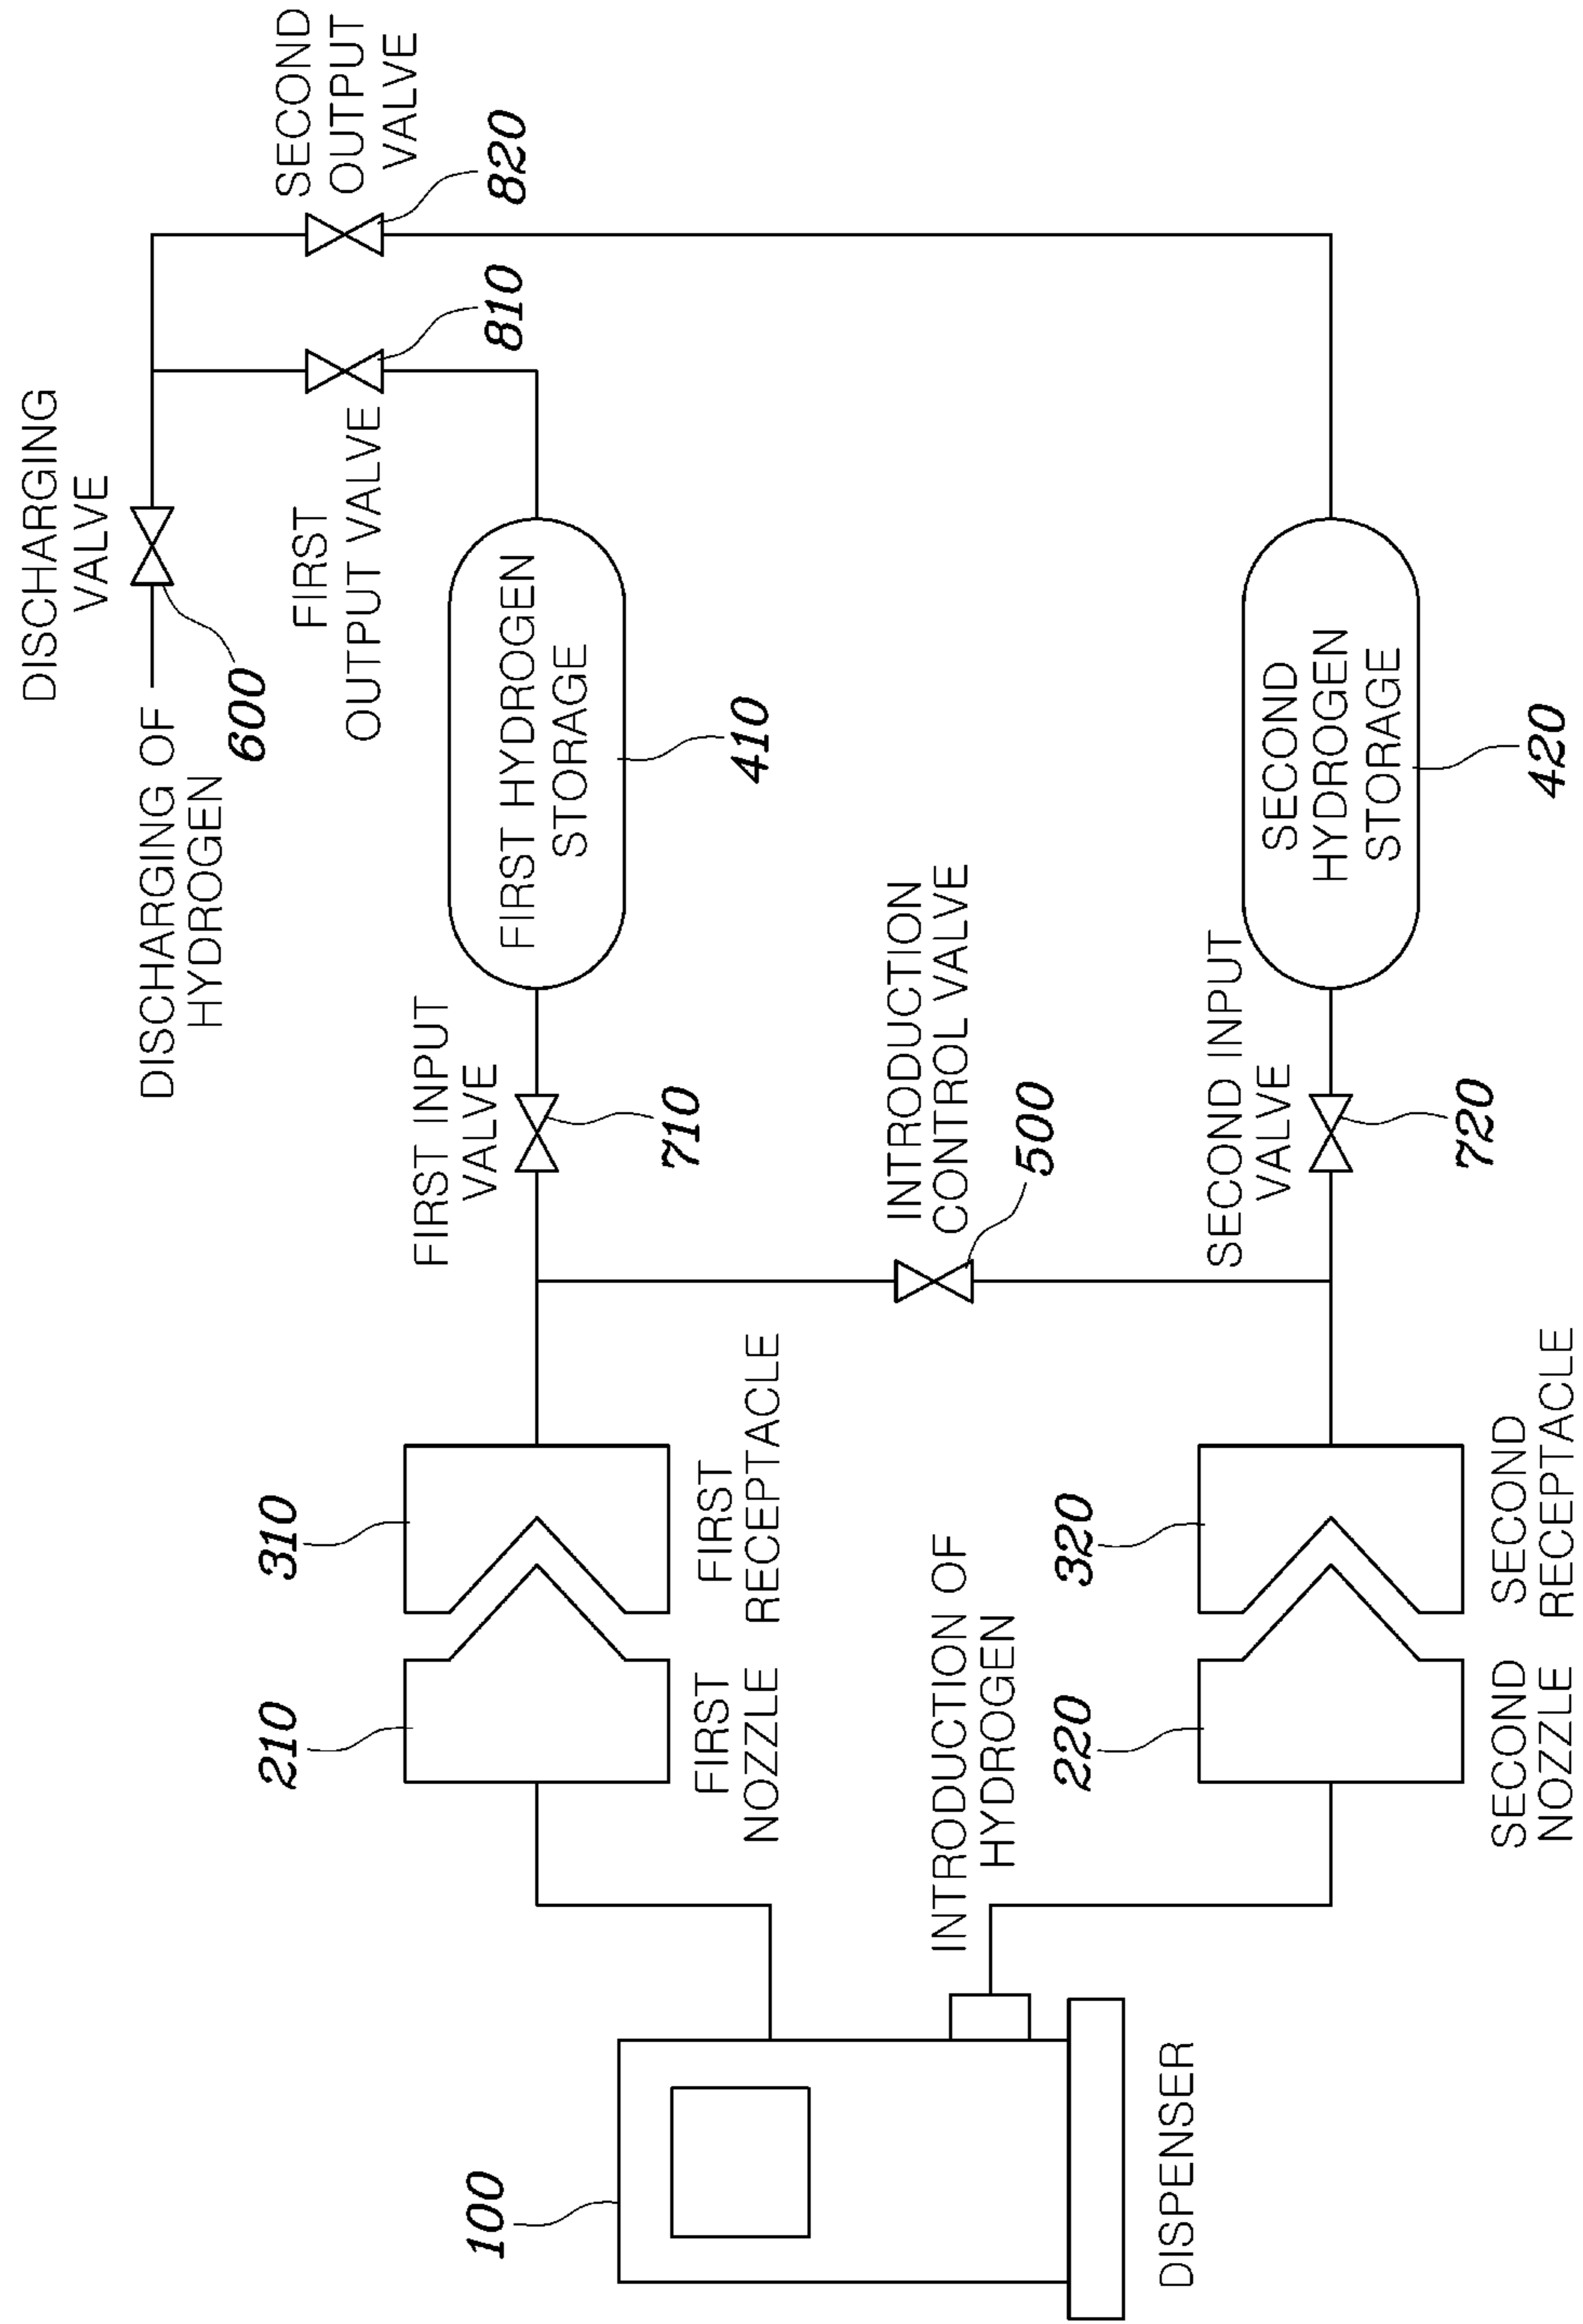 DISCHARGING
VALVE
DISCHARGING OF
HYDROGEN
600
FIRST
OUTPUT VALVE
810
SECOND
OUTPUT
VALVE
820
310
210
FIRST INPUT
VALVE
710
FIRST HYDROGEN
STORAGE
410
100
FIRST
NOZZLE
FIRST
RECEPTACLE
INTRODUCTION
CONTROL VALVE
500
INTRODUCTION OF
HYDROGEN
220
320
DISPENSER
SECOND INPUT
VALVE
720
SECOND
HYDROGEN
STORAGE
420
SECOND
NOZZLE
SECOND
RECEPTACLE